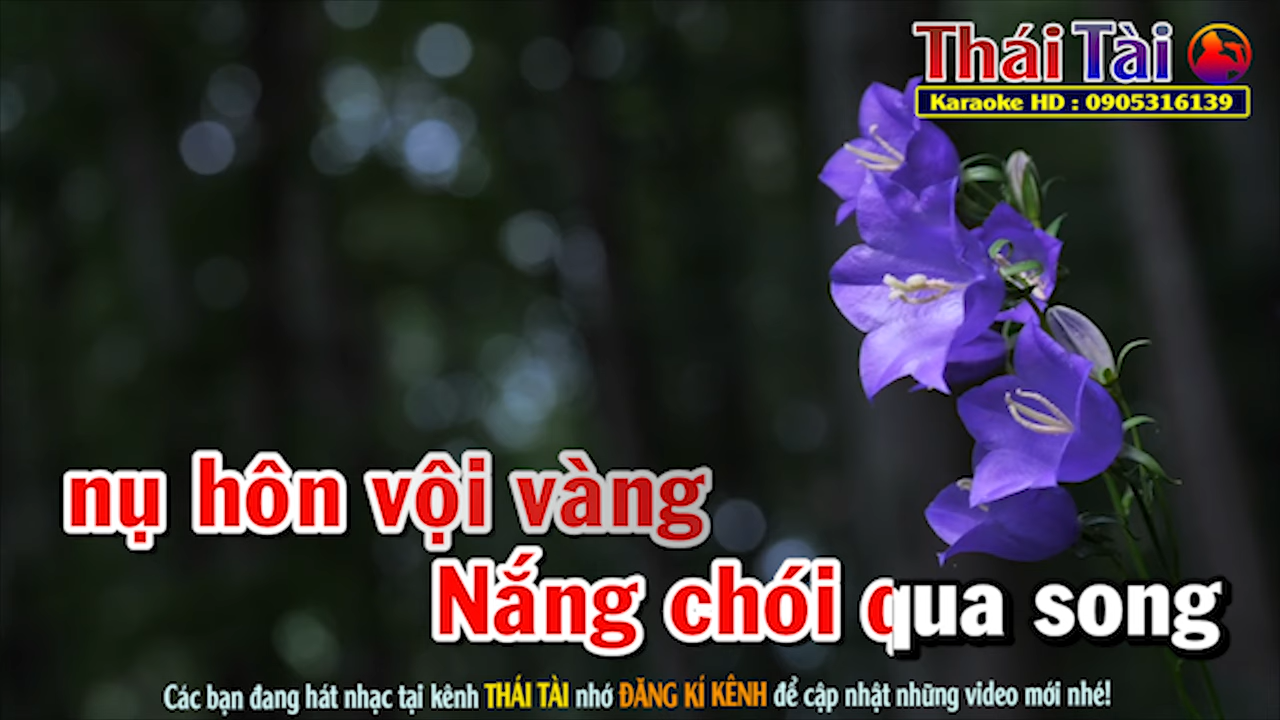 Thái Tài
Karaoke HD : 0905316139
nụ hôn vội vàng
Nắng chói qua song
Các bạn đang hát nhạc tại kênh THÁI TÀI nhớ ĐĂNG KÍ KÊNH để cập nhật những video mới nhé!